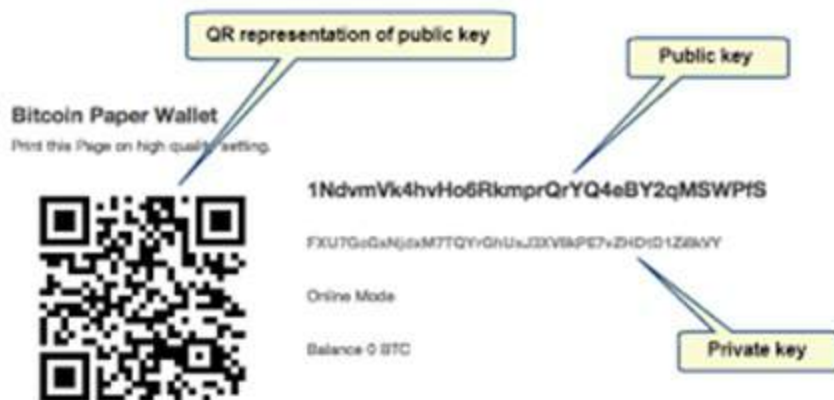 QR representation of public key
Public key
Bitcoin Paper Wallet
Print this Page on high quality setting.
1NdvmVk4hvHo6RkmprQrYQ4eBY2qMSWPfS
Online Mode
Balance 0 BTC
Private key